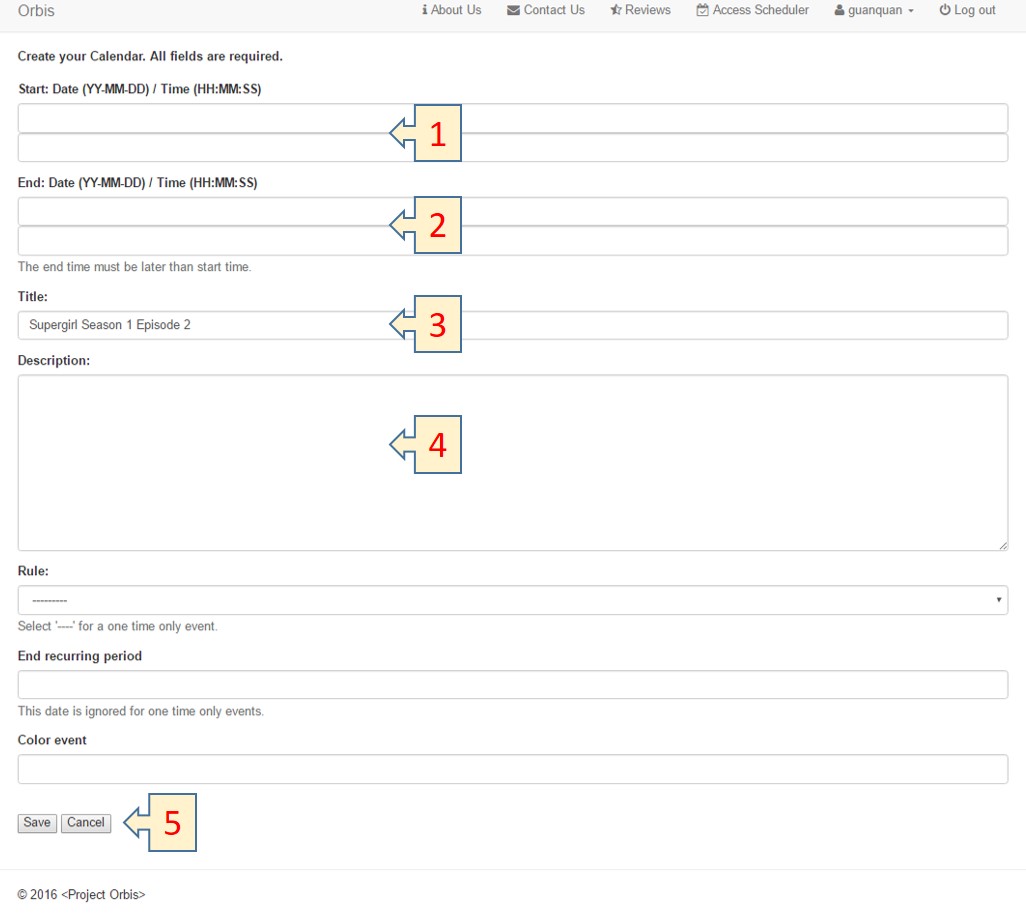 Orbis About Us Contact Us Reviews Access Scheduler guanquan Log out
Create your Calendar. All fields are required.
Start: Date (YY-MM-DD) / Time (HH:MM:SS)
1
End: Date (YY-MM-DD) / Time (HH:MM:SS)
2
The end time must be later than start time.
Title:
Supergirl Season 1 Episode 2
3
Description:
4
Rule:
---------
Select '----' for a one time only event.
End recurring period
This date is ignored for one time only events.
Color event
Save Cancel 5
© 2016 <Project Orbis>